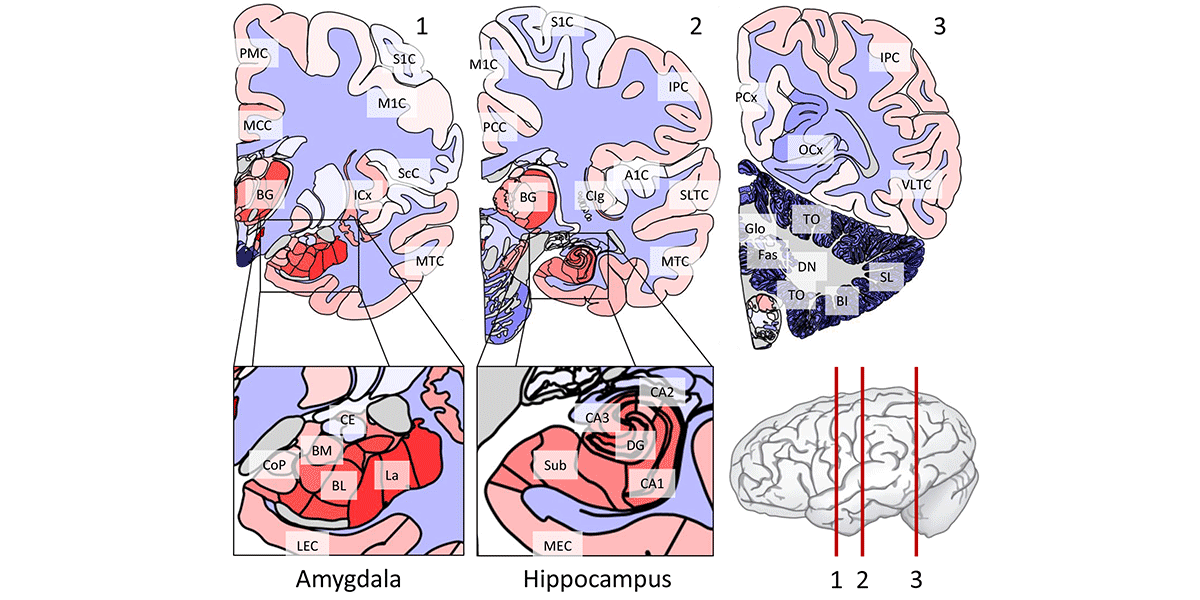 1
PMC
S1C
M1C
MCC
ScC
BG
ICx
MTC
2
S1C
M1C
IPC
PCC
A1C
BG
Clg
SLTC
MTC
3
IPC
PCx
OCx
VLTC
TO
Glo
Fas
DN
SL
TO
BI
CE
BM
CoP
BL
La
LEC
Amygdala
CA2
CA3
DG
Sub
CA1
MEC
Hippocampus
1 2 3